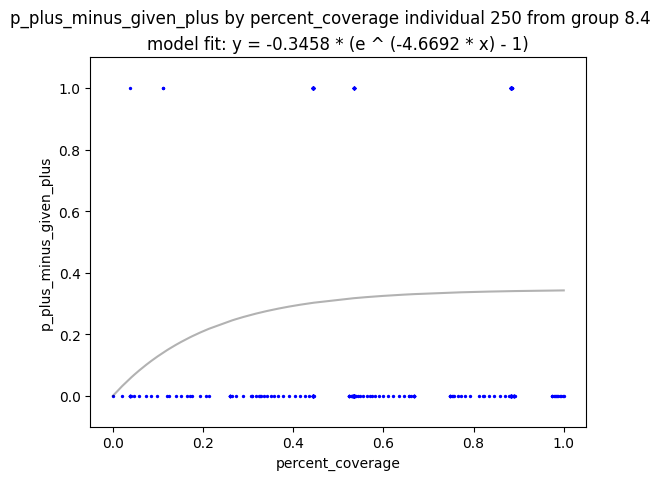 p_plus_minus_given_plus by percent_coverage individual 250 from group 8.4
model fit: y = -0.3458 * (e ^ (-4.6692 * x) - 1)
1.0
0.8
0.6
0.4
0.2
0.0
p_plus_minus_given_plus
0.0 0.2 0.4 0.6 0.8 1.0
percent_coverage